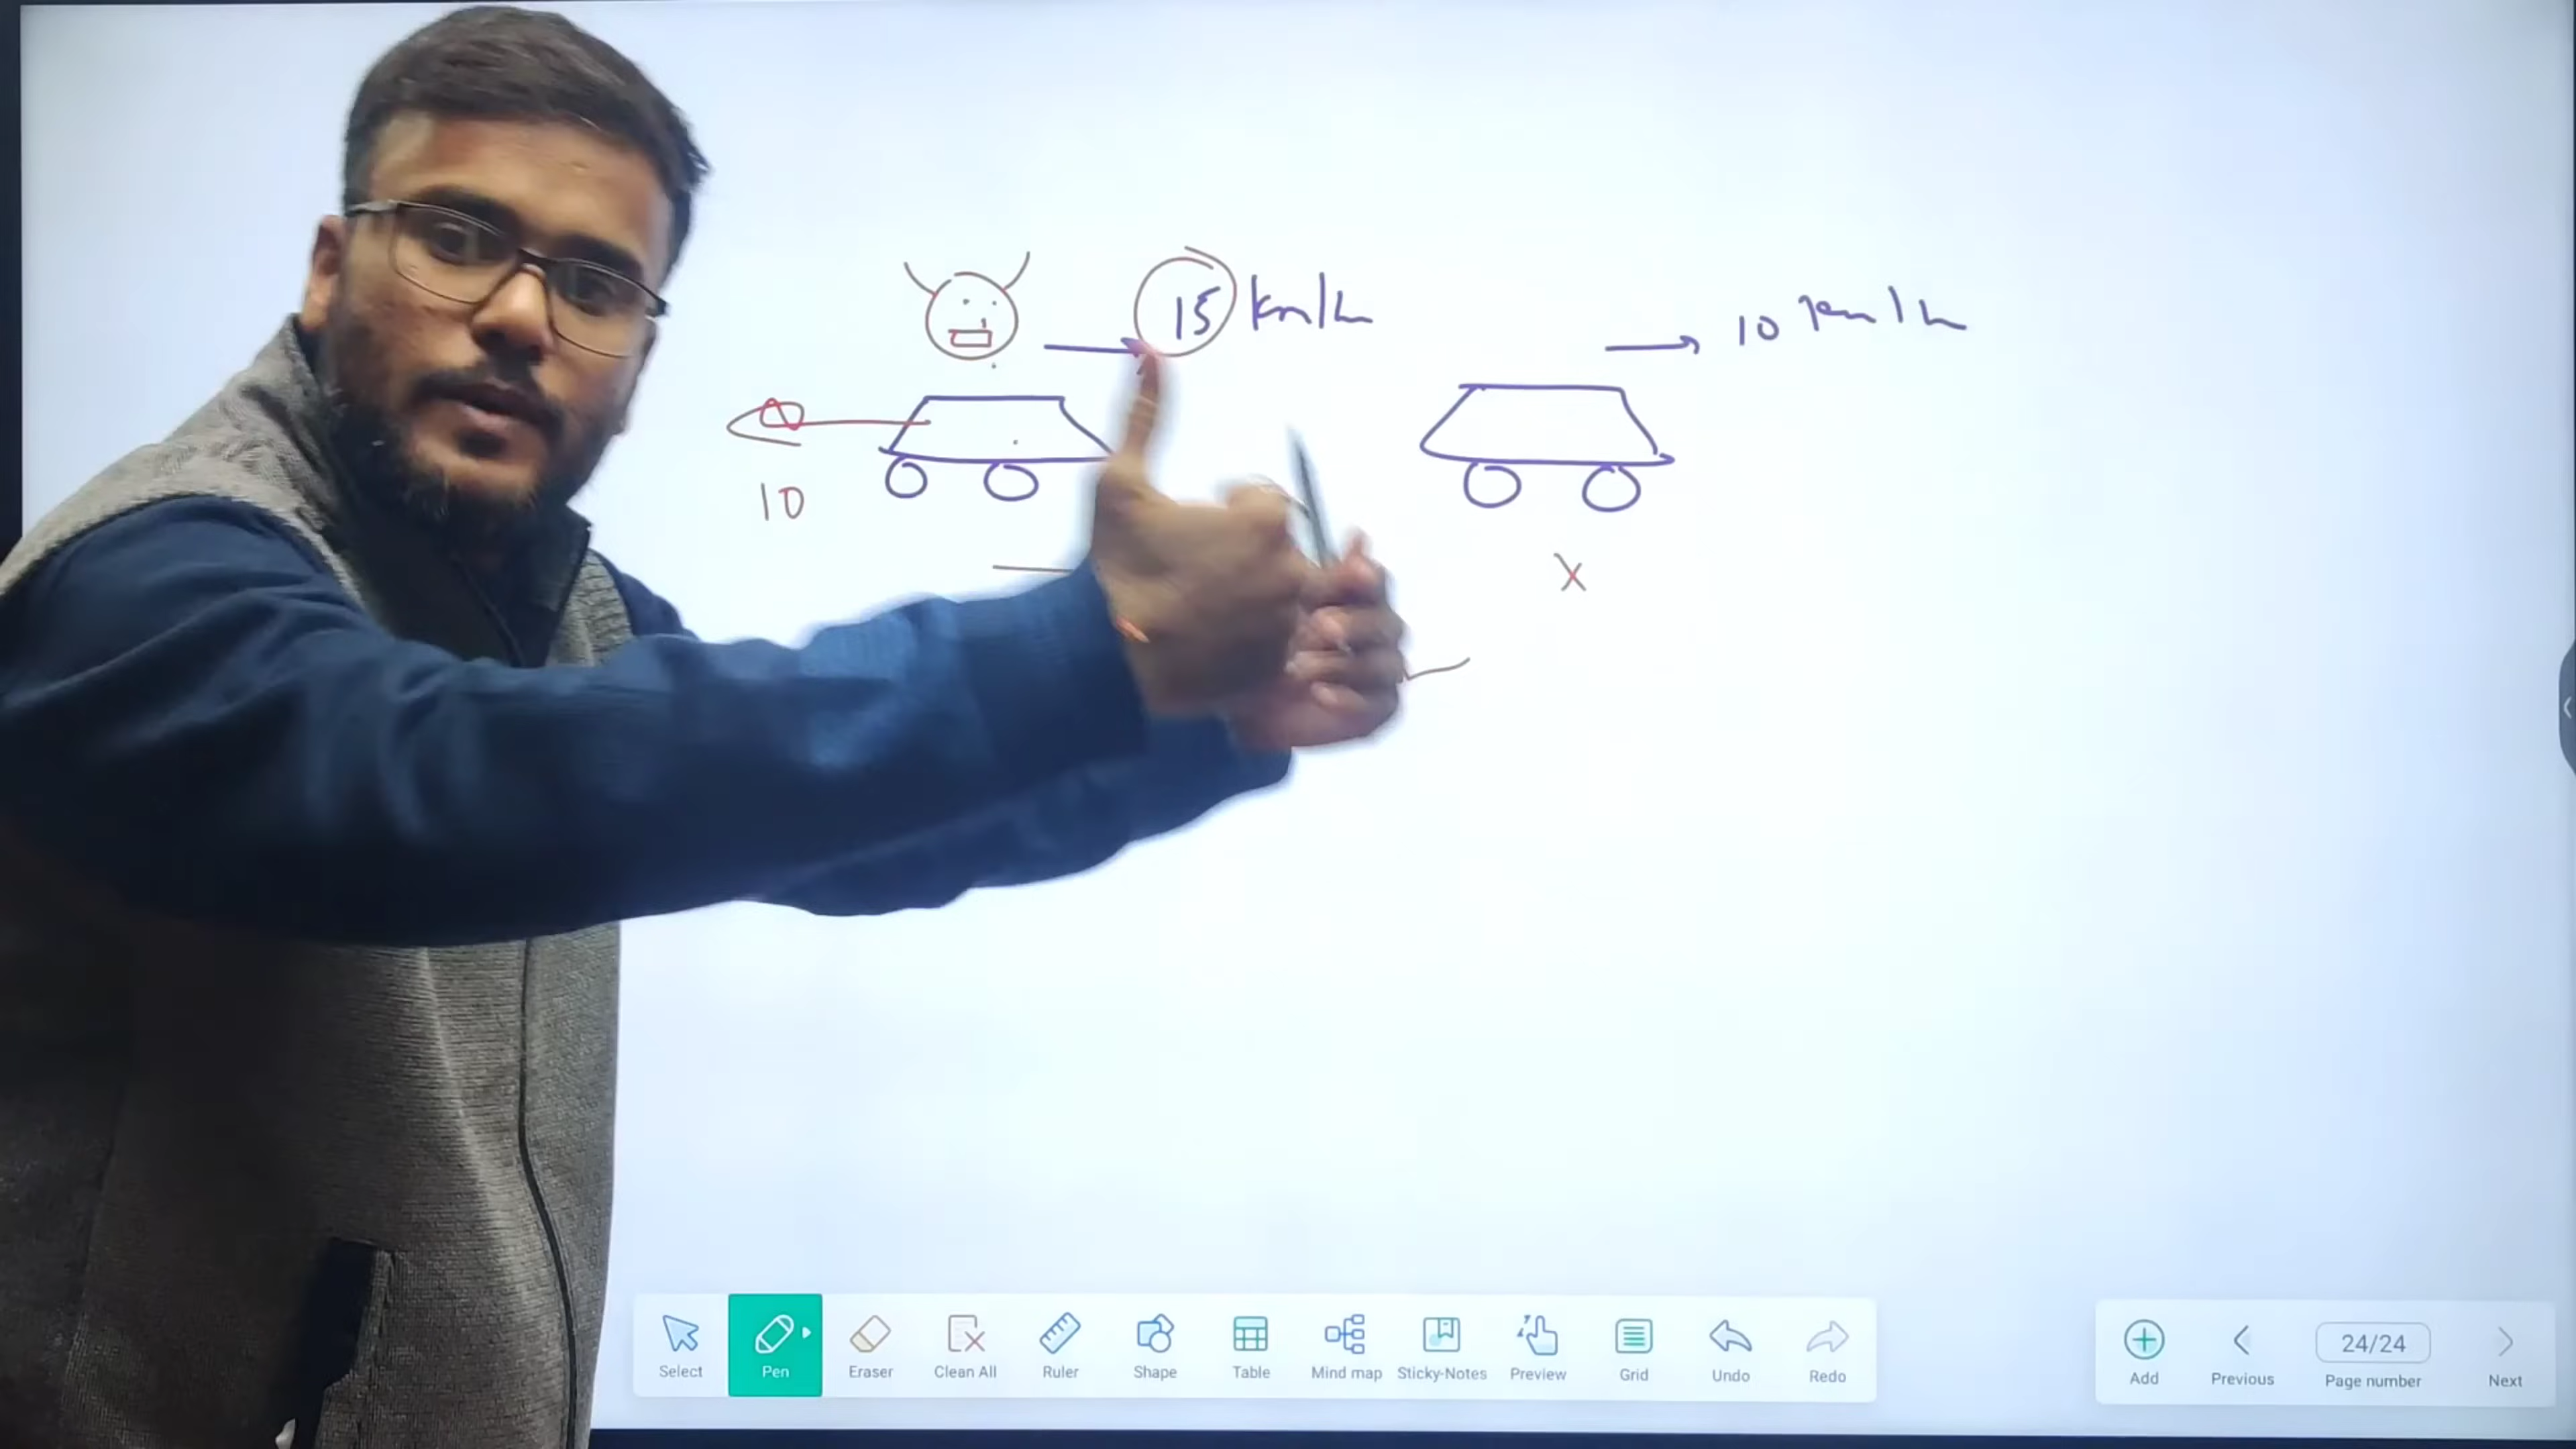 15 km/h
10 km/h
10
X
Select
Pen
Eraser
Clean All
Ruler
Shape
Table
Mind map
Sticky-Notes
Preview
Grid
Undo
Redo
Add
Previous
24/24
Page number
Next